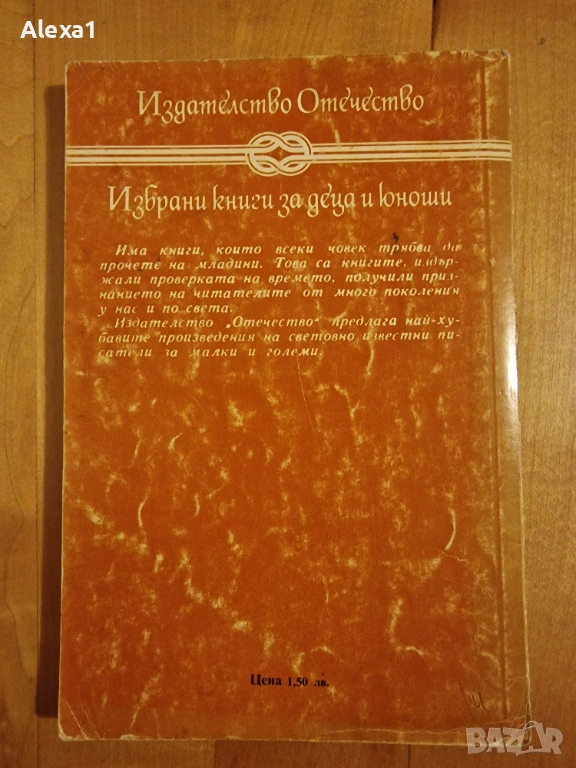 Alexa1
Издателство Отечество
Избрани книги за деца и юноши
Има книги, които всеки човек трябва да
прочете на младини. Това са книгите, издър-
жали проверката на времето, получили приз-
нанието на читателите от много поколения
у нас и по света.
Издателство „Отечество“ предлага най-ху-
бавите произведения на световно известни пи-
сатели за малки и големи.
Цена 1,50 лв.
BAZAR